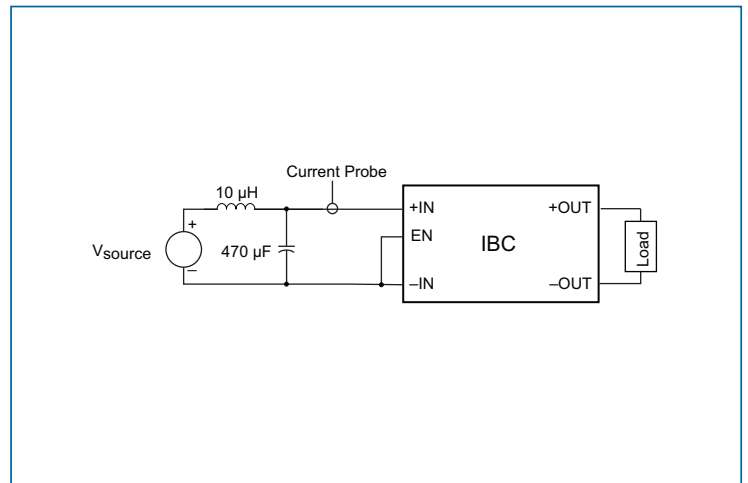 Current Probe
10 µH
+IN
+OUT
+
EN
IBC
Load
Vsource
470 µF
–
–IN
–OUT